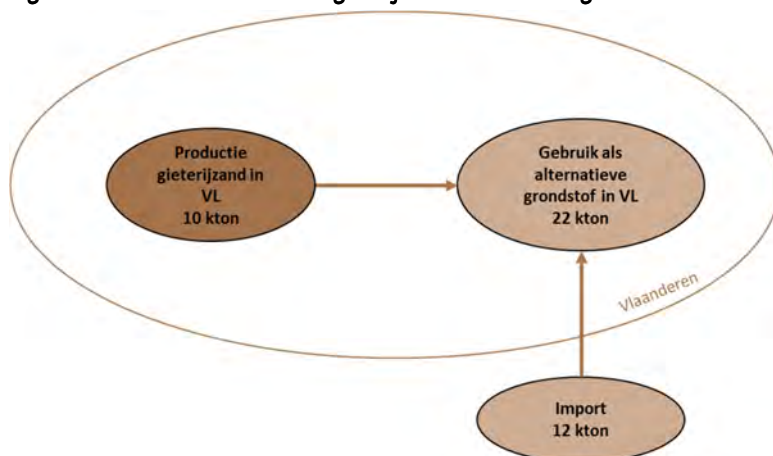 Productie
gieterijzand in
VL
10 kton
Gebruik als
alternatieve
grondstof in VL
22 kton
Vlaanderen
Import
12 kton